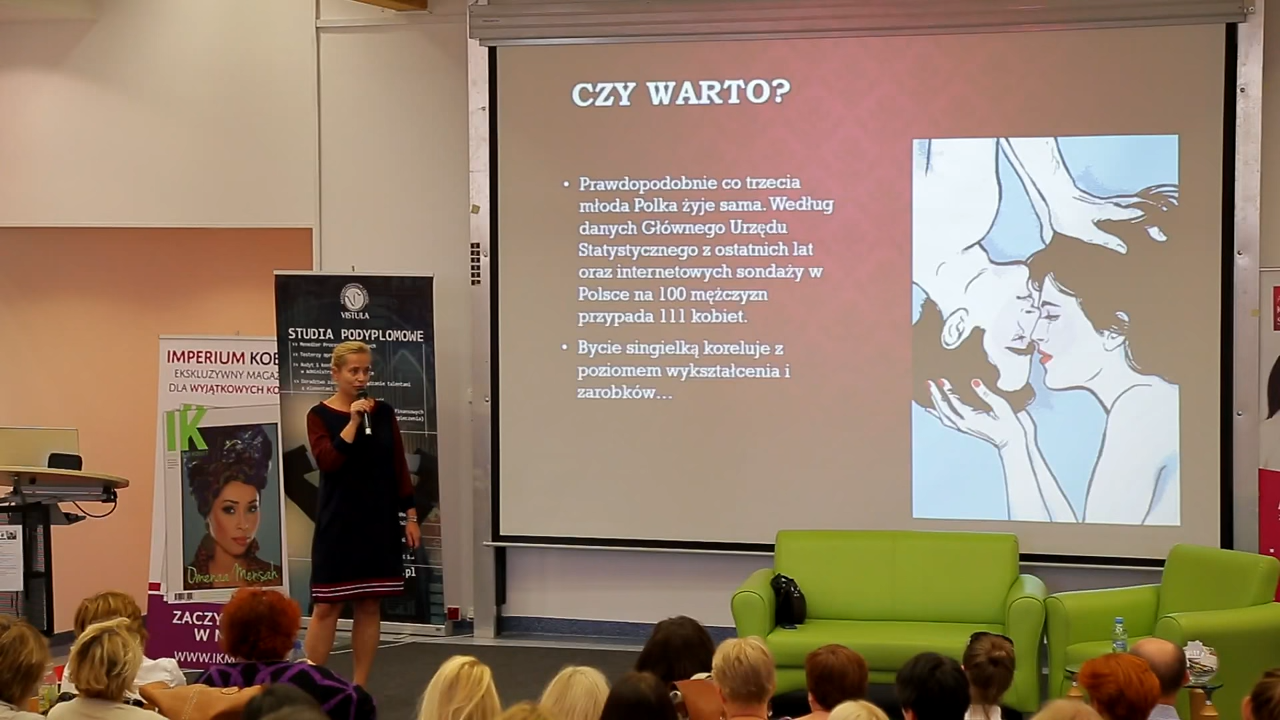 CZY WARTO?
• Prawdopodobnie co trzecia
młoda Polka żyje sama. Według
danych Głównego Urzędu
Statystycznego z ostatnich lat
oraz internetowych sondaży w
Polsce na 100 mężczyzn
przypada 111 kobiet.
• Bycie singielką koreluje z
poziomem wykształcenia i
zarobków...
VISTULA
STUDIA PODYPLOMOWE
IMPERIUM KOB
EKSKLUZYWNY MAGA
DLA WYJĄTKOWYCH KO
IK
Omenaa Mensah
ZACZY
W N
WWW.IKM